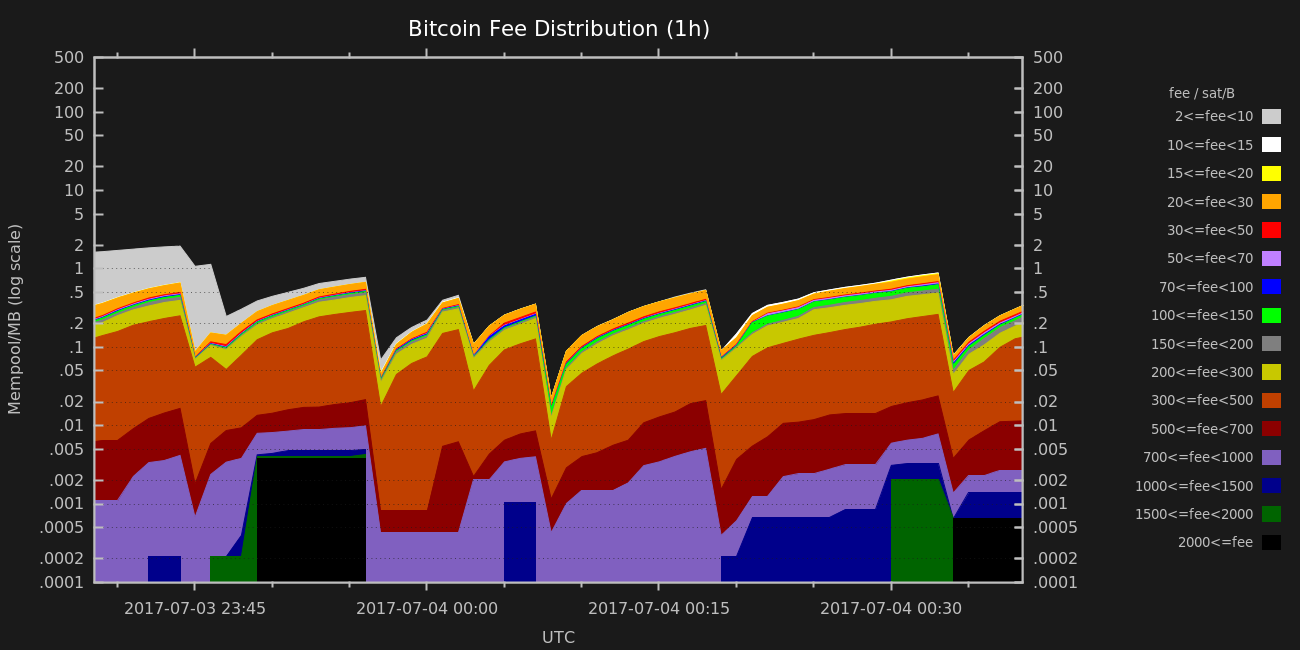 Bitcoin Fee Distribution (1h)
500 500
200 200
100 100
50 50
20 20
10 10
5 5
2 2
1 1
.5 .5
.2 .2
.1 .1
.05 .05
.02 .02
.01 .01
.005 .005
.002 .002
.001 .001
.0005 .0005
.0002 .0002
.0001 .0001
Mempool/MB (log scale)
2017-07-03 23:45 2017-07-04 00:00 2017-07-04 00:15 2017-07-04 00:30
UTC
fee / sat/B
2<=fee<10
10<=fee<15
15<=fee<20
20<=fee<30
30<=fee<50
50<=fee<70
70<=fee<100
100<=fee<150
150<=fee<200
200<=fee<300
300<=fee<500
500<=fee<700
700<=fee<1000
1000<=fee<1500
1500<=fee<2000
2000<=fee